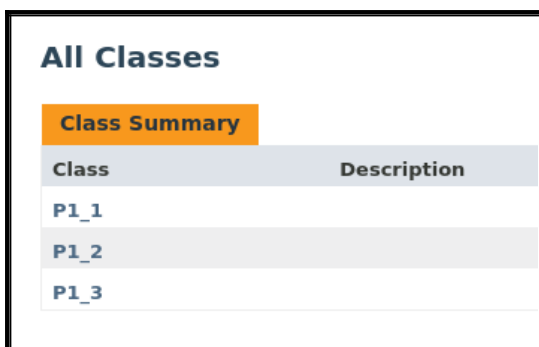 All Classes
Class Summary
Class Description
P1_1
P1_2
P1_3